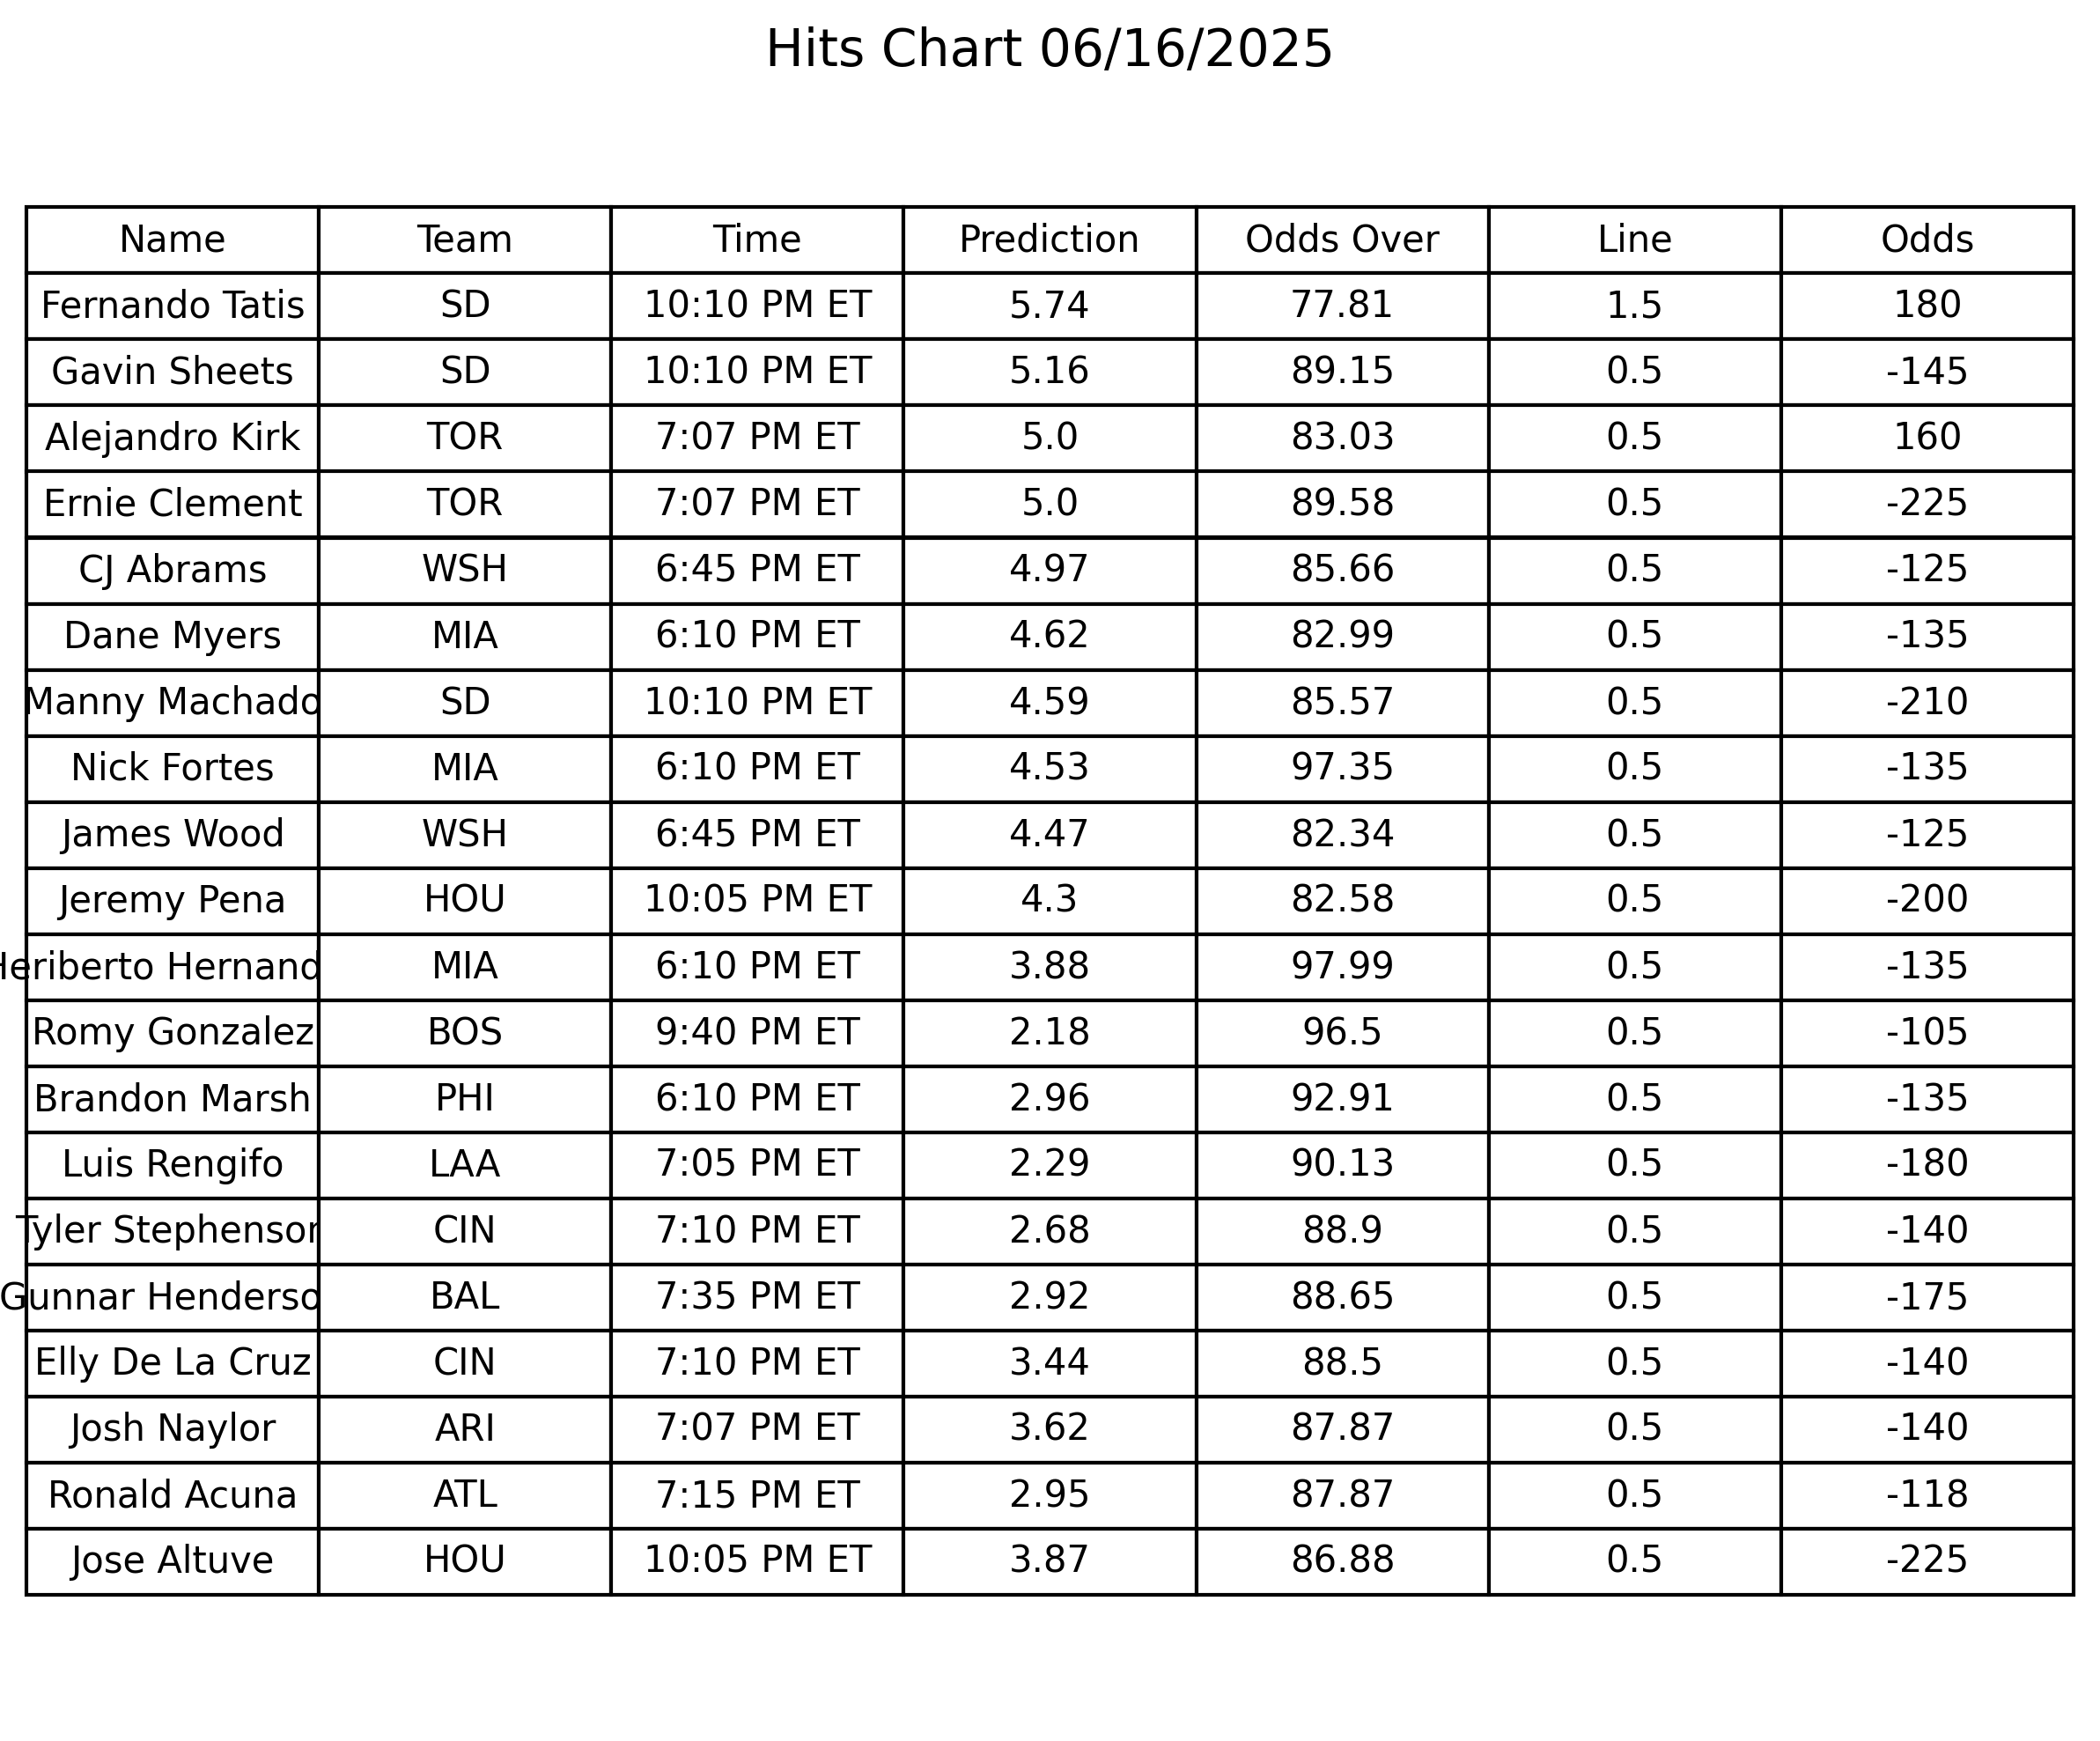 Hits Chart 06/16/2025
Name Team Time Prediction Odds Over Line Odds
Fernando Tatis SD 10:10 PM ET 5.74 77.81 1.5 180
Gavin Sheets SD 10:10 PM ET 5.16 89.15 0.5 -145
Alejandro Kirk TOR 7:07 PM ET 5.0 83.03 0.5 160
Ernie Clement TOR 7:07 PM ET 5.0 89.58 0.5 -225
CJ Abrams WSH 6:45 PM ET 4.97 85.66 0.5 -125
Dane Myers MIA 6:10 PM ET 4.62 82.99 0.5 -135
Manny Machado SD 10:10 PM ET 4.59 85.57 0.5 -210
Nick Fortes MIA 6:10 PM ET 4.53 97.35 0.5 -135
James Wood WSH 6:45 PM ET 4.47 82.34 0.5 -125
Jeremy Pena HOU 10:05 PM ET 4.3 82.58 0.5 -200
Heriberto Hernand MIA 6:10 PM ET 3.88 97.99 0.5 -135
Romy Gonzalez BOS 9:40 PM ET 2.18 96.5 0.5 -105
Brandon Marsh PHI 6:10 PM ET 2.96 92.91 0.5 -135
Luis Rengifo LAA 7:05 PM ET 2.29 90.13 0.5 -180
Tyler Stephenson CIN 7:10 PM ET 2.68 88.9 0.5 -140
Gunnar Henderso BAL 7:35 PM ET 2.92 88.65 0.5 -175
Elly De La Cruz CIN 7:10 PM ET 3.44 88.5 0.5 -140
Josh Naylor ARI 7:07 PM ET 3.62 87.87 0.5 -140
Ronald Acuna ATL 7:15 PM ET 2.95 87.87 0.5 -118
Jose Altuve HOU 10:05 PM ET 3.87 86.88 0.5 -225